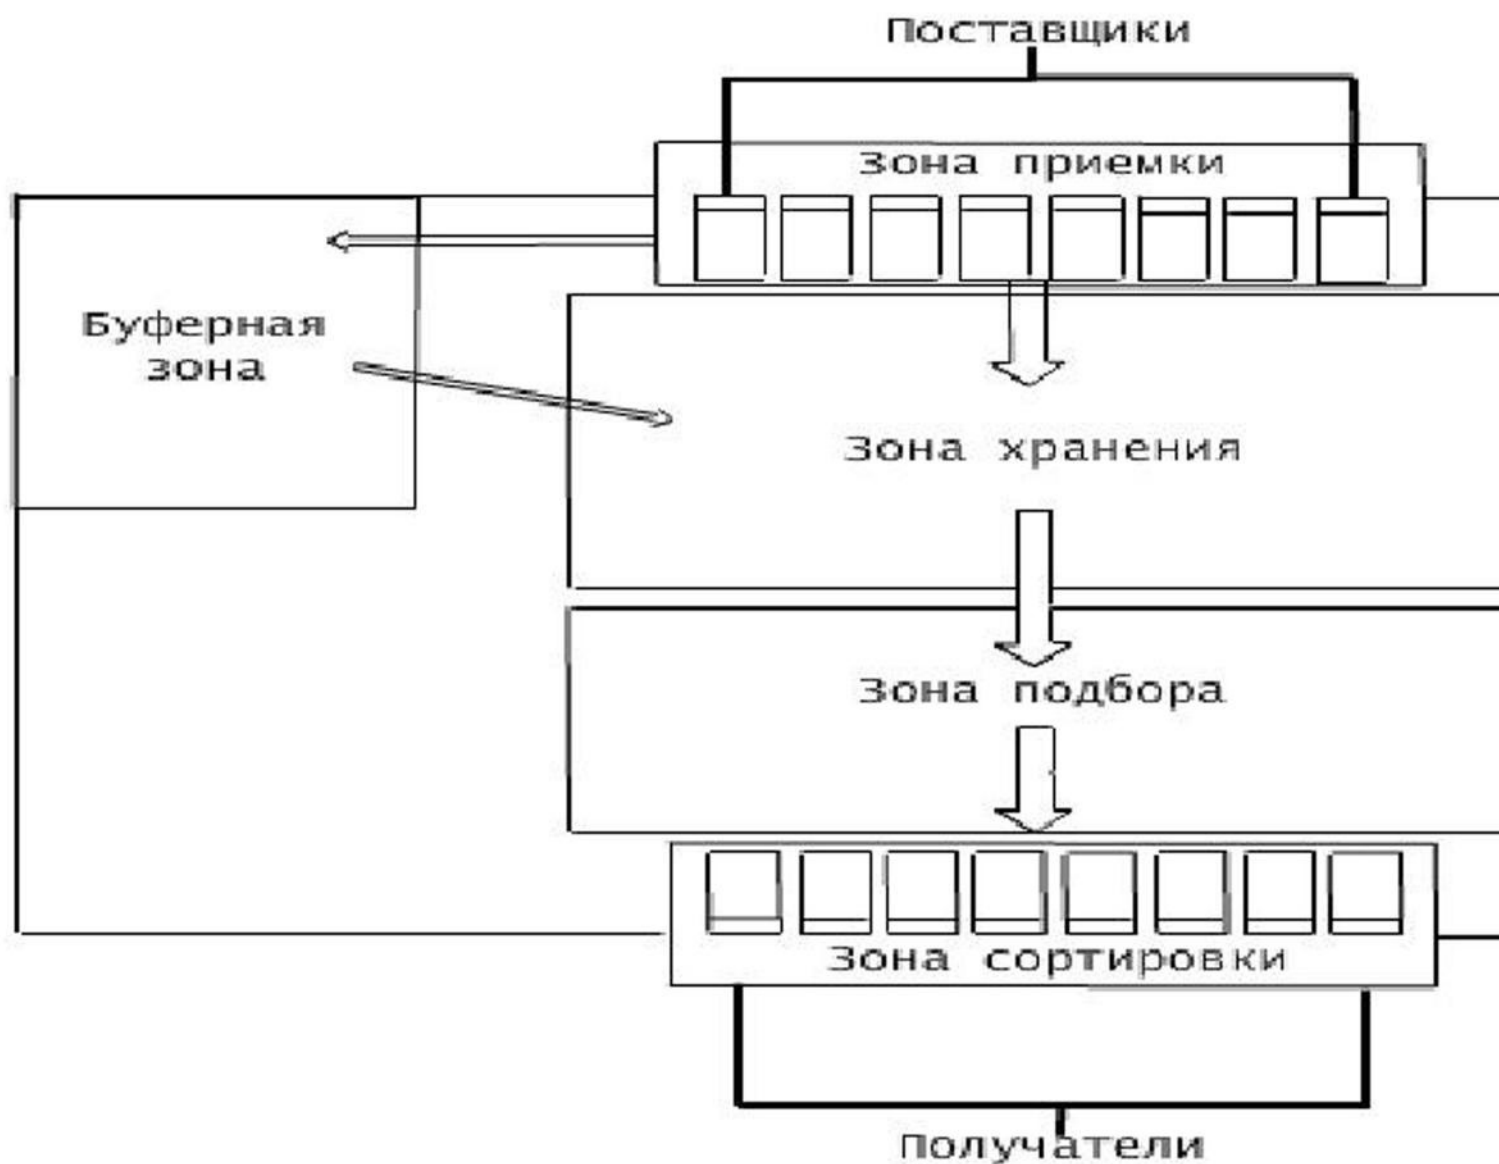 Поставщики
Зона приемки
Буферная
зона
Зона хранения
Зона подбора
Зона сортировки
Получатели